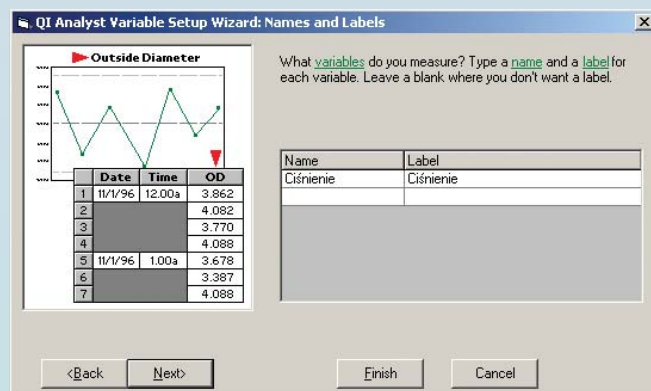 QI Analyst Variable Setup Wizard: Names and Labels
Outside Diameter
Date Time OD
1 11/1/96 12.00a 3.862
2 4.082
3 3.770
4 4.088
5 11/1/96 1.00a 3.678
6 3.387
7 4.088
What variables do you measure? Type a name and a label for
each variable. Leave a blank where you don't want a label.
Name Label
Ciśnienie Ciśnienie
<Back Next> Finish Cancel